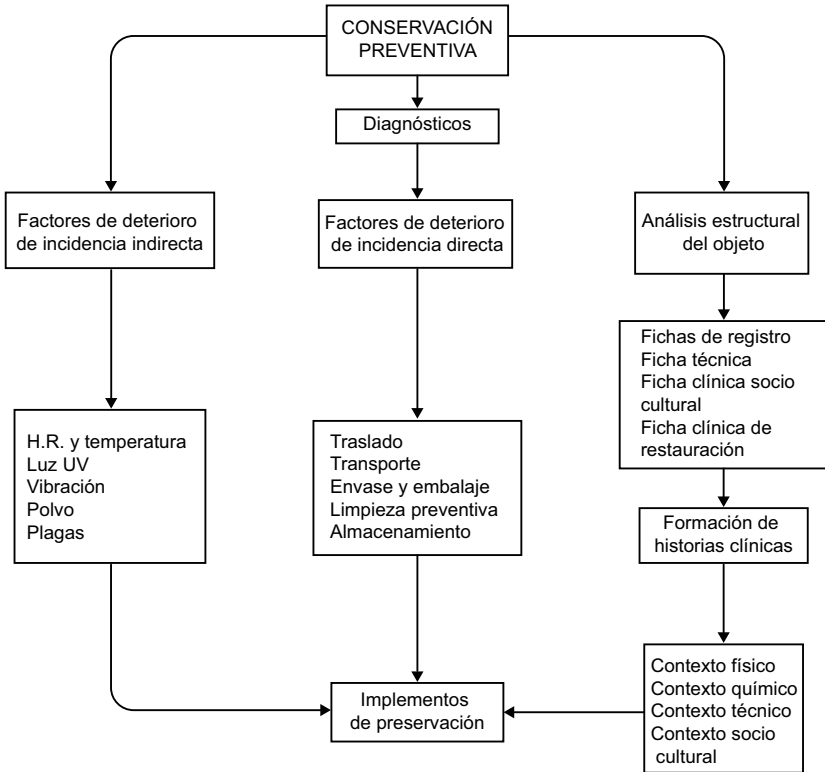 CONSERVACIÓN
PREVENTIVA
Diagnósticos
Factores de deterioro
de incidencia indirecta
Factores de deterioro
de incidencia directa
Análisis estructural
del objeto
Fichas de registro
Ficha técnica
Ficha clínica socio
cultural
Ficha clínica de
restauración
H.R. y temperatura
Luz UV
Vibración
Polvo
Plagas
Traslado
Transporte
Envase y embalaje
Limpieza preventiva
Almacenamiento
Formación de
historias clínicas
Implementos
de preservación
Contexto físico
Contexto químico
Contexto técnico
Contexto socio
cultural